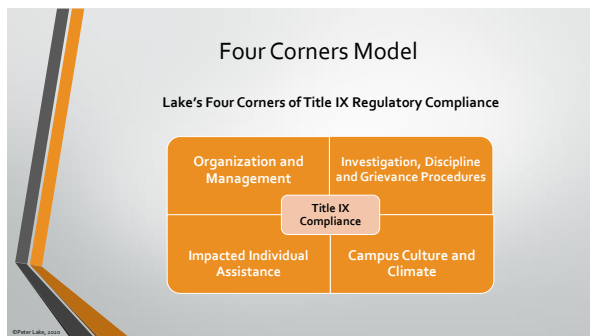 Four Corners Model
Lake's Four Corners of Title IX Regulatory Compliance
Organization and
Management
Investigation, Discipline
and Grievance Procedures
Title IX
Compliance
Impacted Individual
Assistance
Campus Culture and
Climate
©Peter Lake, 2020